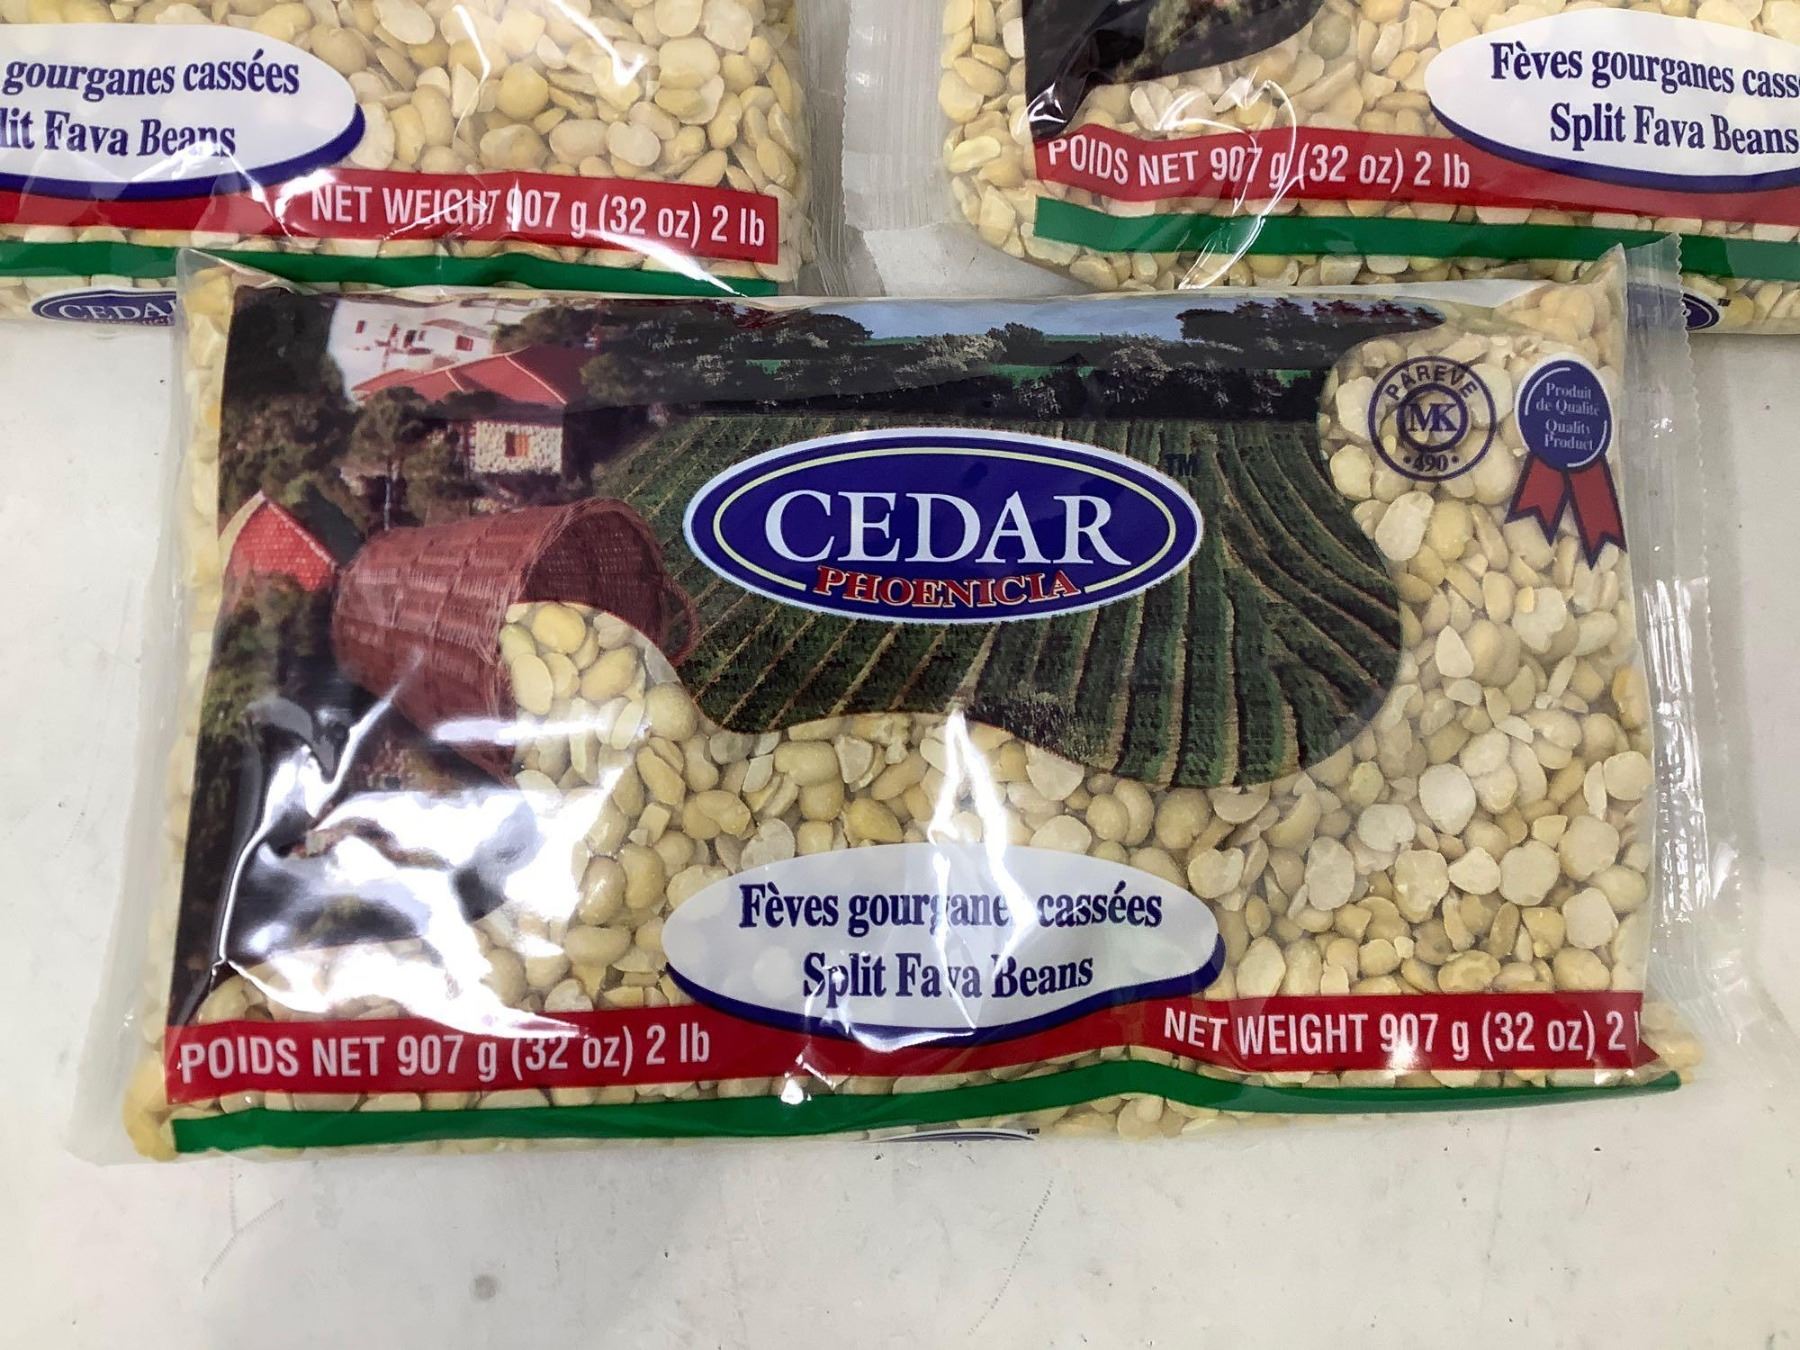 gourganes cassées
lit Fava Beans
NET WEIGHT 907 g (32 oz) 2 lb
CEDA
Fèves gourganes cass
Split Fava Beans
POIDS NET 907 g (32 oz) 2 lb
PAREVE
MK
•490•
Produit
de Qualité
Quality
Product
CEDAR™
PHOENICIA
Fèves gourganes cassées
Split Fava Beans
POIDS NET 907 g (32 oz) 2 lb
NET WEIGHT 907 g (32 oz) 2 l